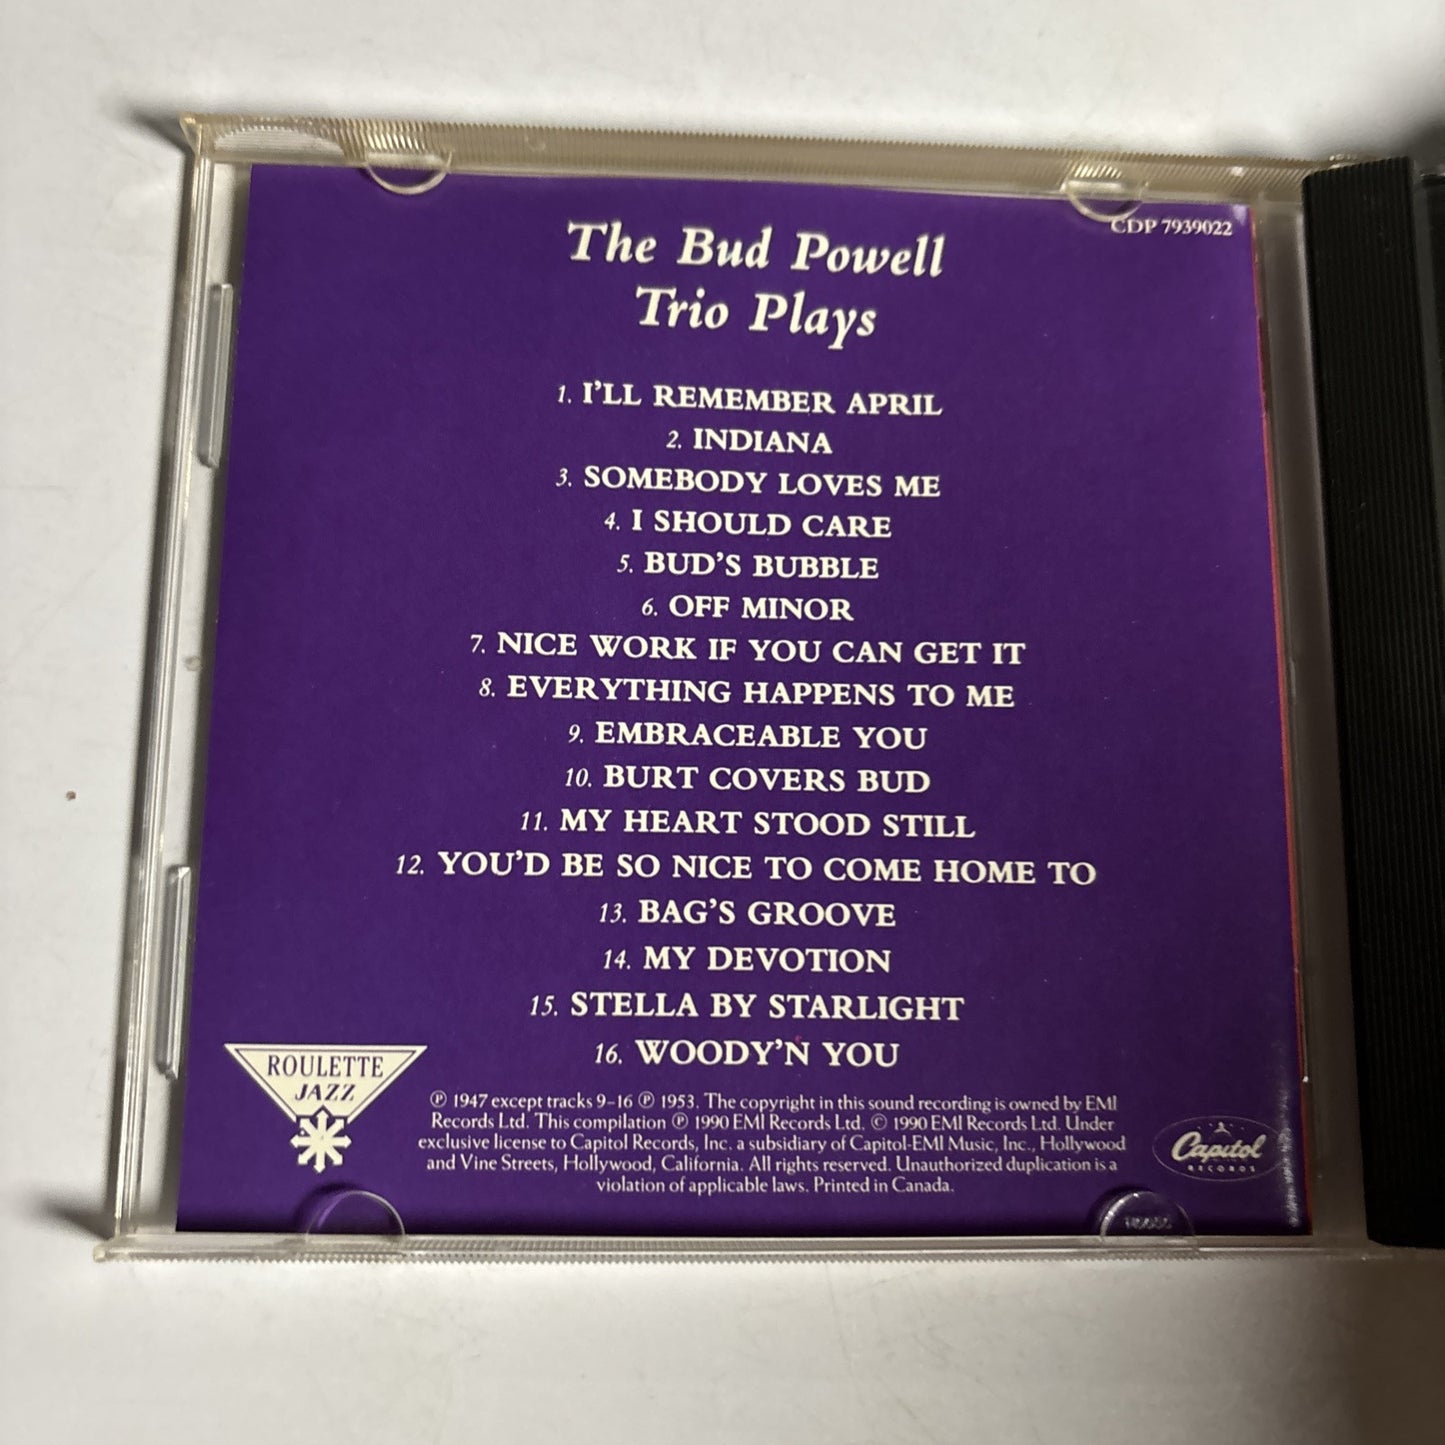 CDP 7939022
The Bud Powell
Trio Plays
1. I'LL REMEMBER APRIL
2. INDIANA
3. SOMEBODY LOVES ME
4. I SHOULD CARE
5. BUD'S BUBBLE
6. OFF MINOR
7. NICE WORK IF YOU CAN GET IT
8. EVERYTHING HAPPENS TO ME
9. EMBRACEABLE YOU
10. BURT COVERS BUD
11. MY HEART STOOD STILL
12. YOU'D BE SO NICE TO COME HOME TO
13. BAG'S GROOVE
14. MY DEVOTION
15. STELLA BY STARLIGHT
16. WOODY'N YOU
ROULETTE
JAZZ
℗ 1947 except tracks 9-16 ℗ 1953. The copyright in this sound recording is owned by EMI
Records Ltd. This compilation ℗ 1990 EMI Records Ltd. © 1990 EMI Records Ltd. Under
exclusive license to Capitol Records, Inc. a subsidiary of Capitol-EMI Music, Inc., Hollywood
and Vine Streets, Hollywood, California. All rights reserved. Unauthorized duplication is a
violation of applicable laws. Printed in Canada.
Capitol
RECORDS